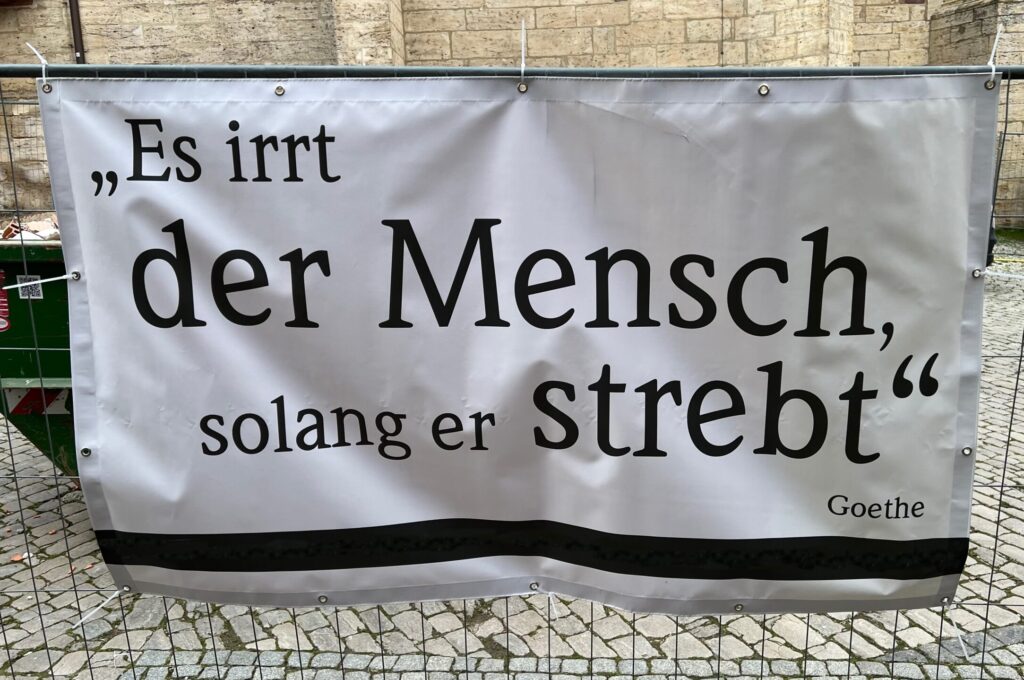 „Es irrt
der Mensch,
solang er strebt“
Goethe